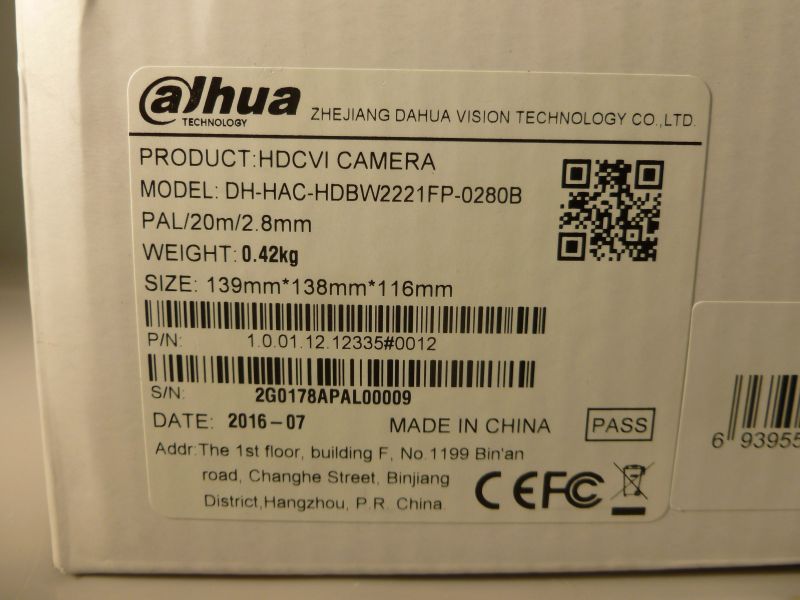 alhua
TECHNOLOGY
ZHEJIANG DAHUA VISION TECHNOLOGY CO.,LTD.
PRODUCT:HDCVI CAMERA
MODEL: DH-HAC-HDBW2221FP-0280B
PAL/20m/2.8mm
WEIGHT: 0.42kg
SIZE: 139mm*138mm*116mm
P/N: 1.0.01.12.12335#0012
S/N: 2G0178APAL00009
DATE: 2016-07 MADE IN CHINA PASS
Addr:The 1st floor, building F, No.1199 Bin'an
road, Changhe Street, Binjiang
District,Hangzhou, P.R. China.
CE FC
6 93955